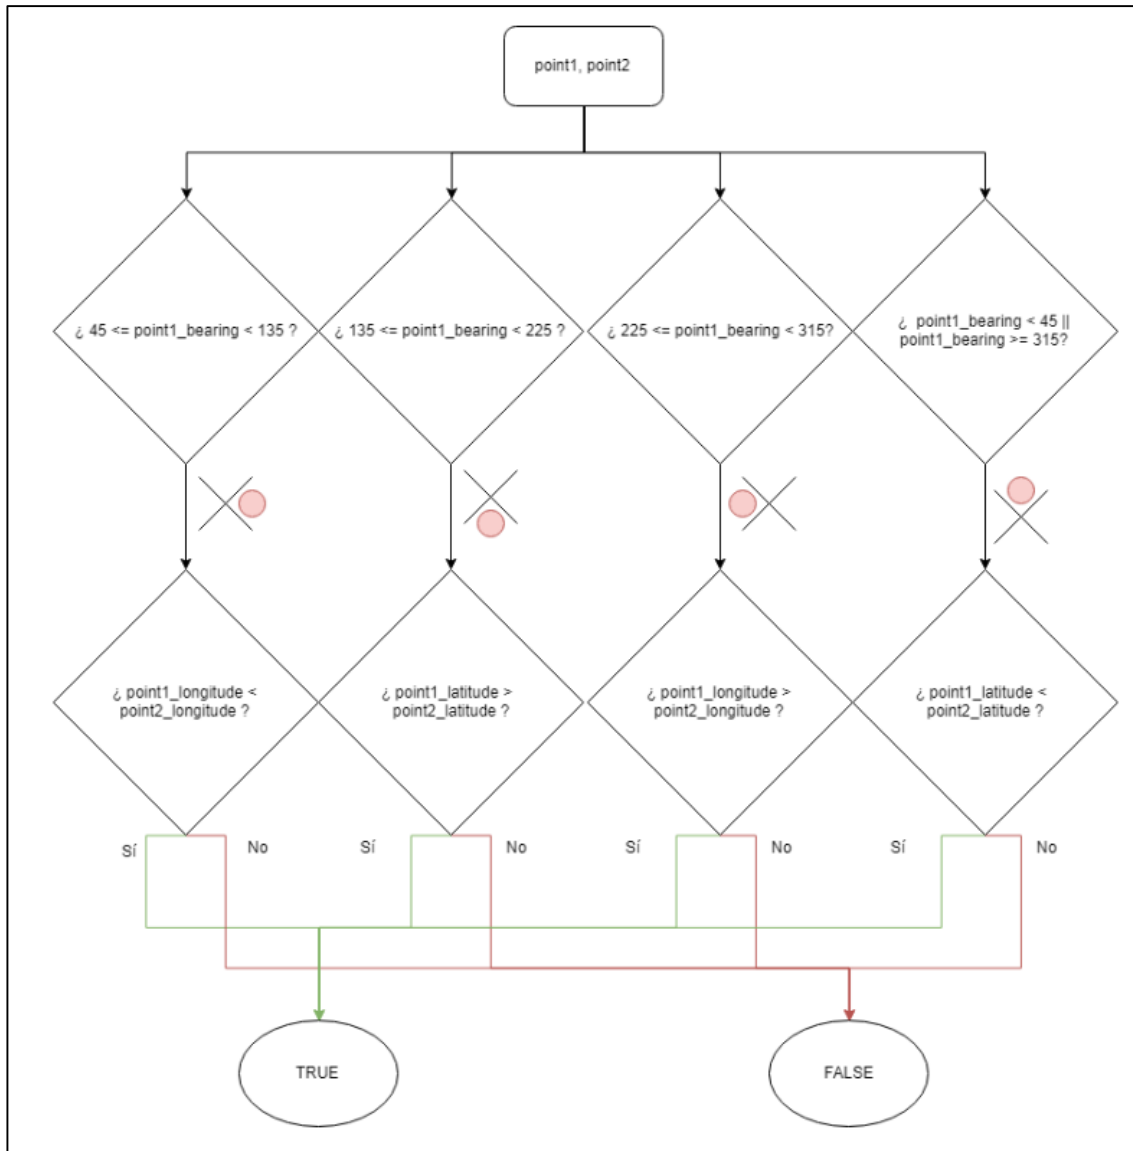 point1, point2
¿ 45 <= point1_bearing < 135 ?
¿ 135 <= point1_bearing < 225 ?
¿ 225 <= point1_bearing < 315?
¿ point1_bearing < 45 ||
point1_bearing >= 315?
¿ point1_longitude <
point2_longitude ?
¿ point1_latitude >
point2_latitude ?
¿ point1_longitude >
point2_longitude ?
¿ point1_latitude <
point2_latitude ?
Sí
No
Sí
No
Sí
No
Sí
No
TRUE
FALSE